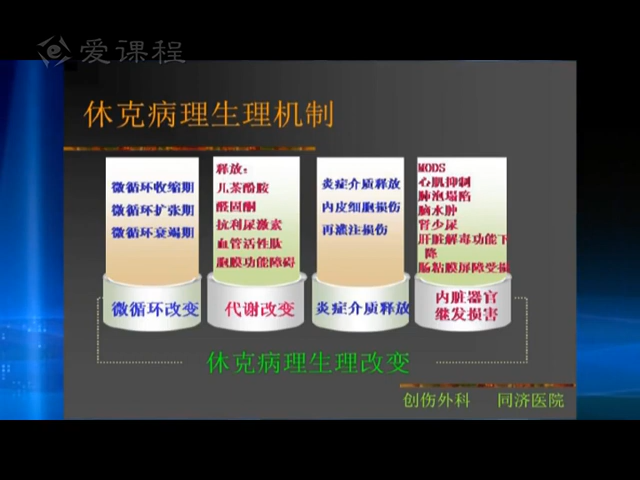 爱课程
休克病理生理机制
微循环收缩期
微循环扩张期
微循环衰竭期
微循环改变
释放：
儿茶酚胺
醛固酮
抗利尿激素
血管活性肽
胞膜功能障碍
代谢改变
炎症介质释放
内皮细胞损伤
再灌注损伤
炎症介质释放
MODS
心肌抑制
肺泡塌陷
脑水肿
肾少尿
肝脏解毒功能下
降
肠粘膜屏障受损
内脏器官
继发损害
休克病理生理改变
创伤外科 同济医院